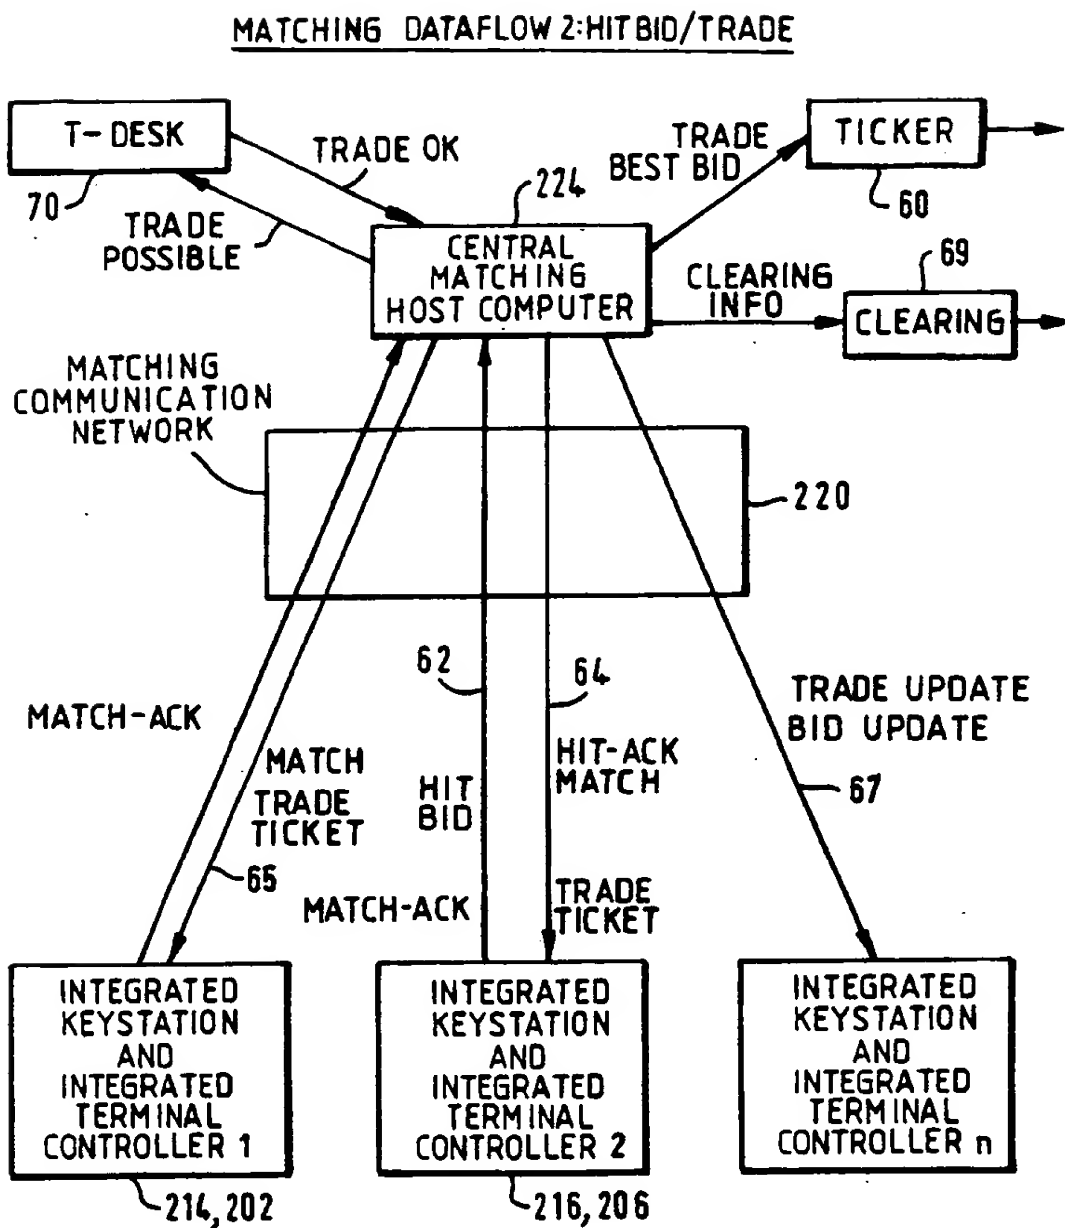 MATCHING DATAFLOW 2:HIT BID/TRADE
T-DESK
70
TRADE OK
TRADE
POSSIBLE
224
CENTRAL
MATCHING
HOST COMPUTER
TRADE
BEST BID
TICKER
60
CLEARING
INFO
69
CLEARING
MATCHING
COMMUNICATION
NETWORK
220
MATCH-ACK
MATCH
TRADE
TICKET
65
62
HIT
BID
MATCH-ACK
64
HIT-ACK
MATCH
TRADE
TICKET
TRADE UPDATE
BID UPDATE
67
INTEGRATED
KEYSTATION
AND
INTEGRATED
TERMINAL
CONTROLLER 1
214,202
INTEGRATED
KEYSTATION
AND
INTEGRATED
TERMINAL
CONTROLLER 2
216,206
INTEGRATED
KEYSTATION
AND
INTEGRATED
TERMINAL
CONTROLLER n